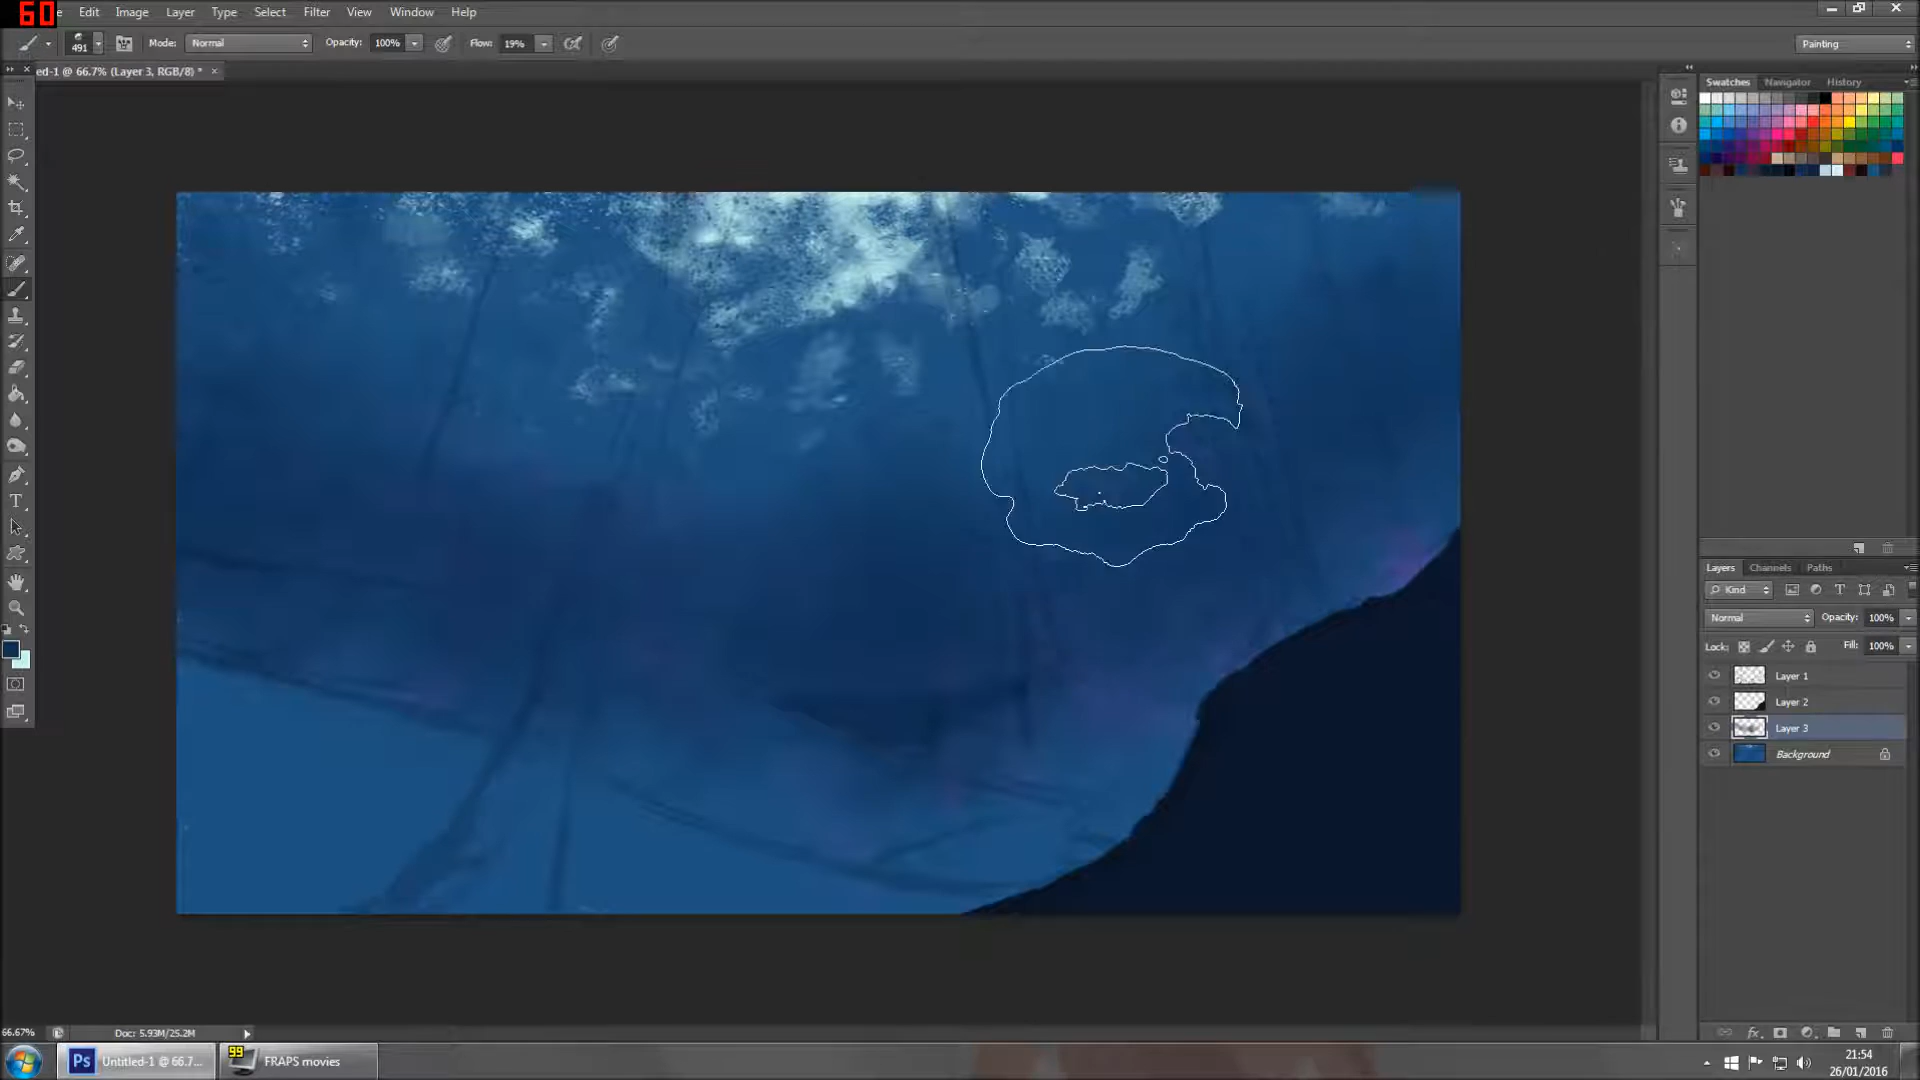 60
Edit Image Layer Type Select Filter View Window Help
491 Mode: Normal Opacity: 100% Flow: 19% Painting
ed-1 @ 66.7% (Layer 3, RGB/8) *
Swatches Navigator History
Layers Channels Paths
Kind
Normal Opacity: 100%
Lock: Fill: 100%
Layer 1
Layer 2
Layer 3
Background
66.67% Doc: 5.93M/25.2M
Ps Untitled-1 @ 66.7... 99 FRAPS movies
21:54
26/01/2016